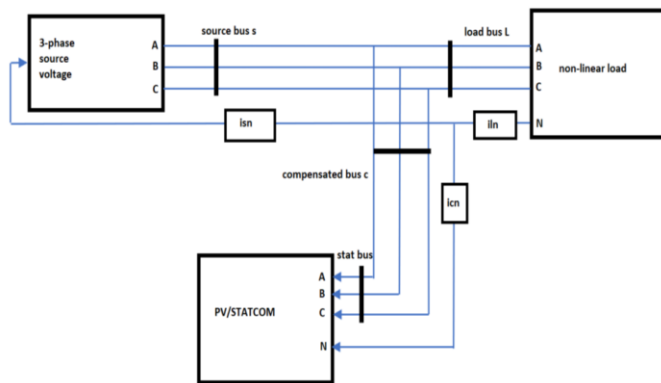 3-phase
source
voltage
A
B
C
source bus s
load bus L
A
B
C
N
non-linear load
isn
iln
compensated bus c
icn
stat bus
A
B
C
N
PV/STATCOM